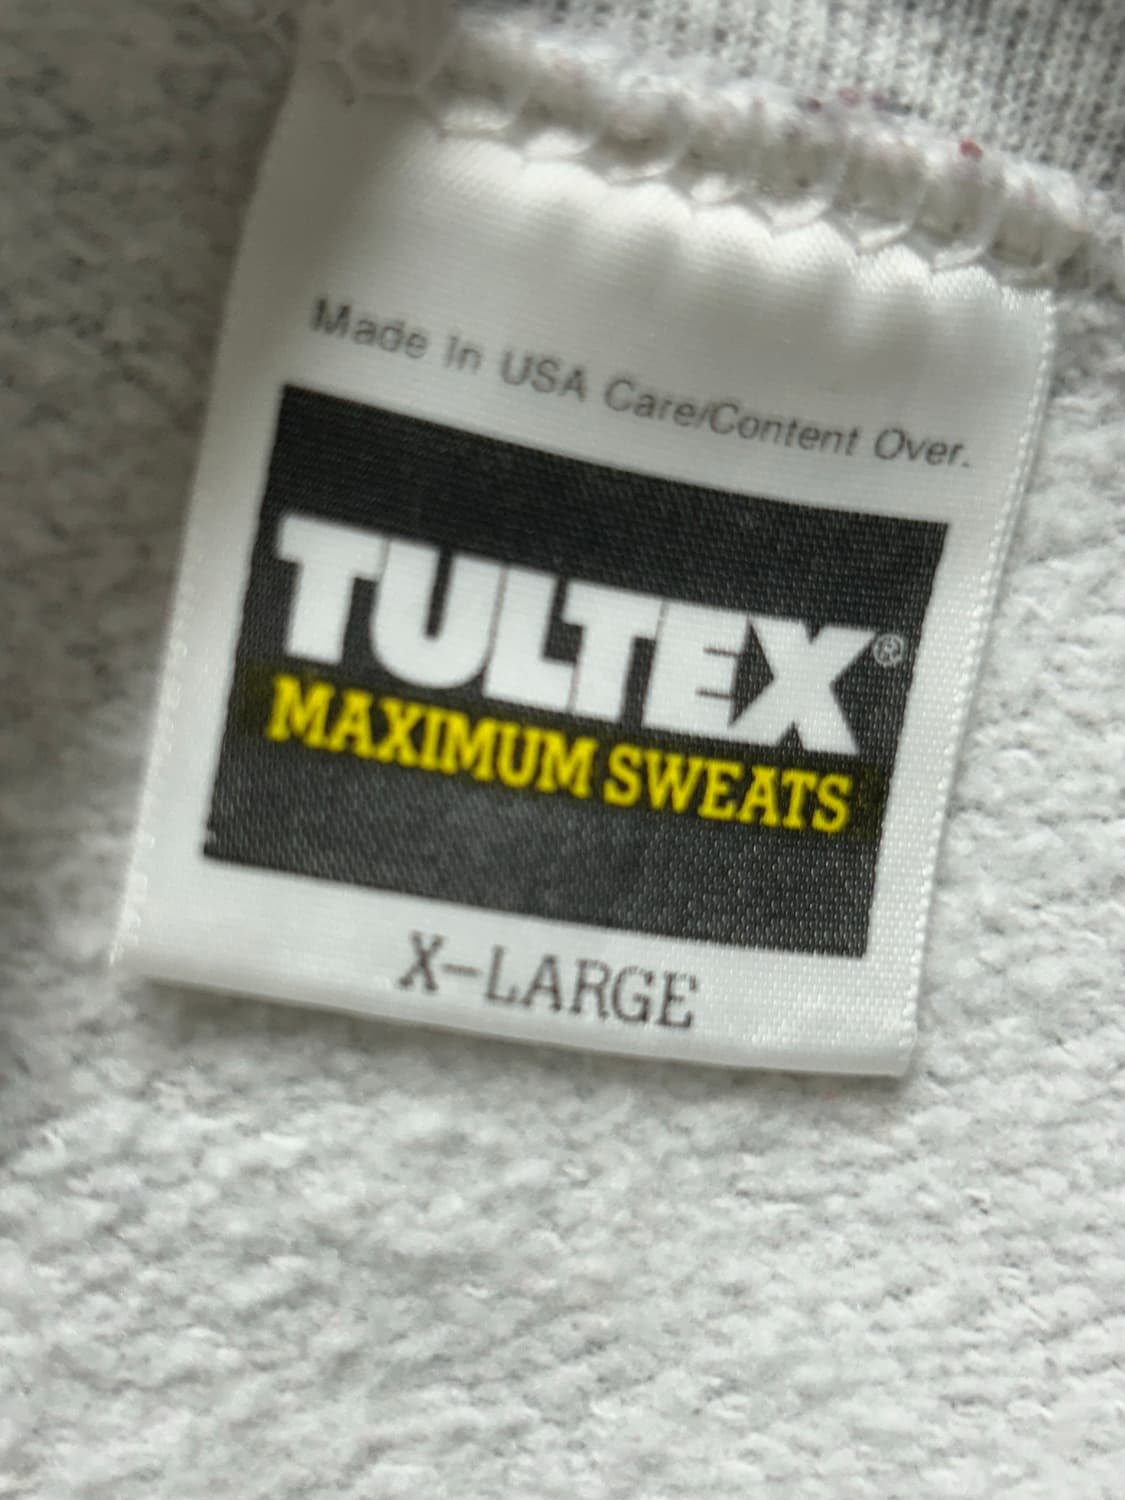 Made In USA Care/Content Over.
TULTEX®
MAXIMUM SWEATS
X-LARGE